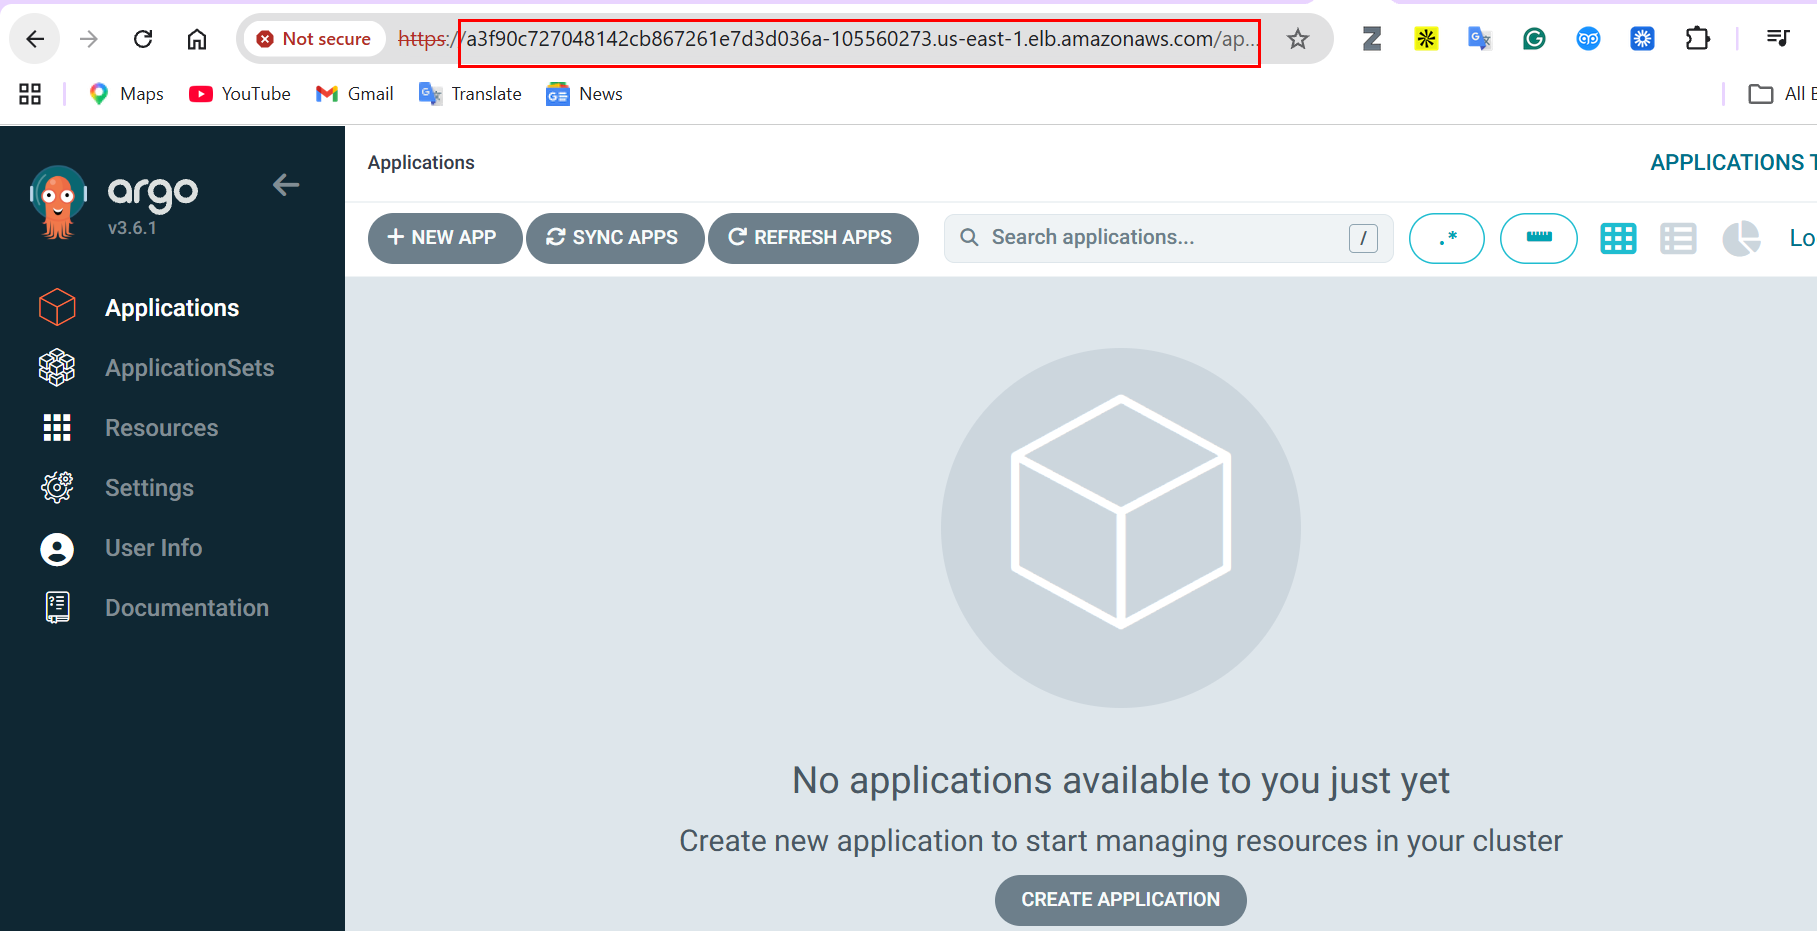 Not secure https://a3f90c727048142cb867261e7d3d036a-105560273.us-east-1.elb.amazonaws.com/ap...
Maps YouTube Gmail Translate News All B
argo
v3.6.1
Applications
ApplicationSets
Resources
Settings
User Info
Documentation
Applications
APPLICATIONS T
+ NEW APP SYNC APPS REFRESH APPS Search applications... / .* Lo
No applications available to you just yet
Create new application to start managing resources in your cluster
CREATE APPLICATION